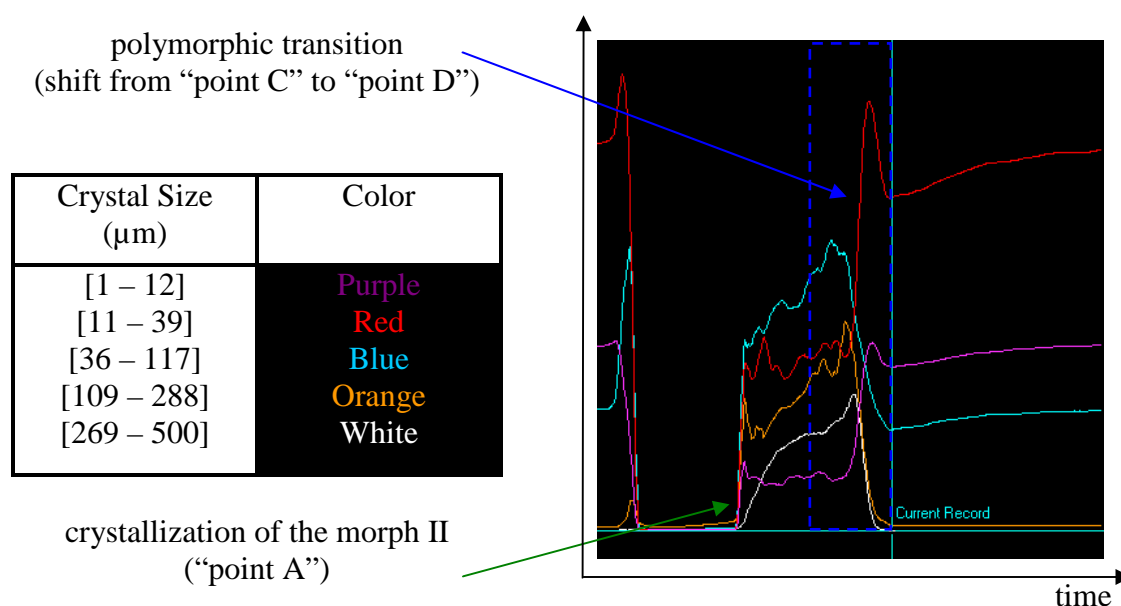 polymorphic transition
(shift from “point C” to “point D”)
Crystal Size
(µm)
Color
[1 – 12] Purple
[11 – 39] Red
[36 – 117] Blue
[109 – 288] Orange
[269 – 500] White
crystallization of the morph II
(“point A”)
Current Record
time